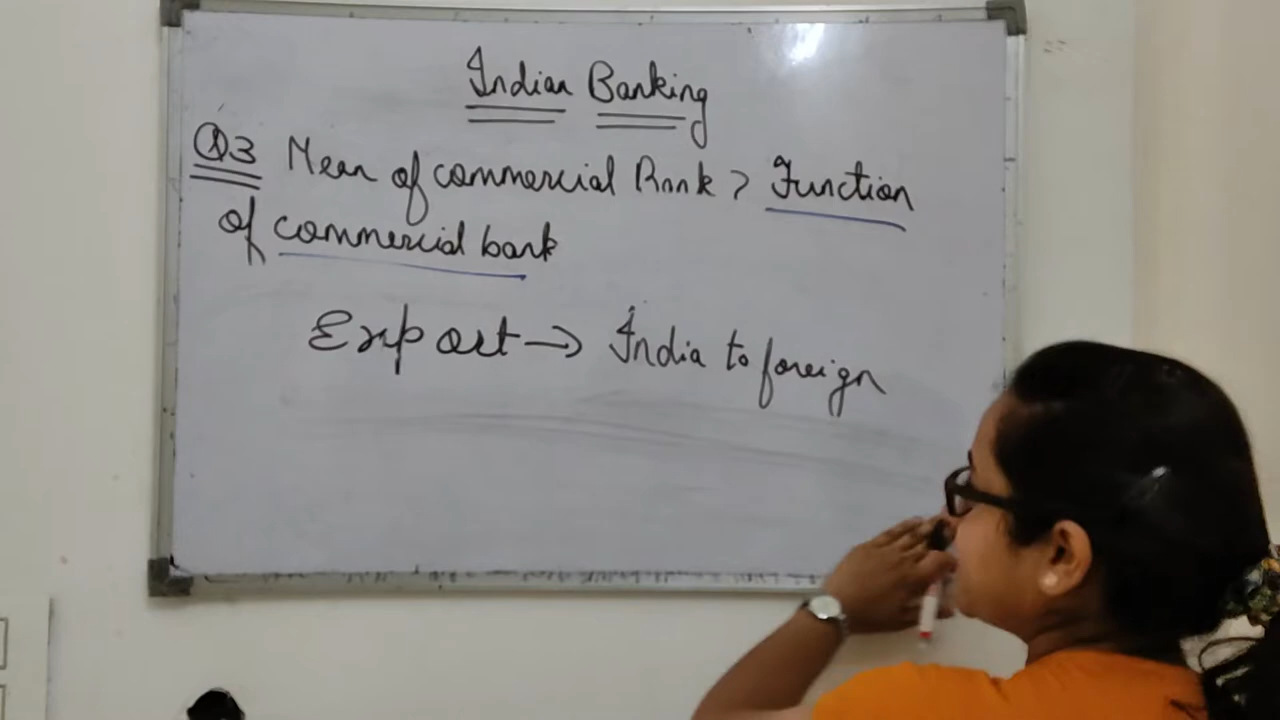 Indian Banking
Q3 Mean of commercial Bank > Function
of commercial bank
Export → India to foreign